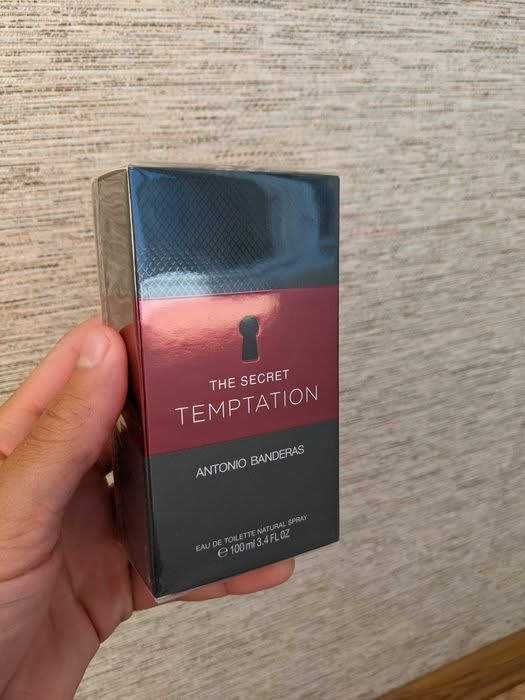 THE SECRET
TEMPTATION
ANTONIO BANDERAS
EAU DE TOILETTE NATURAL SPRAY
℮ 100 ml 3.4 FL OZ